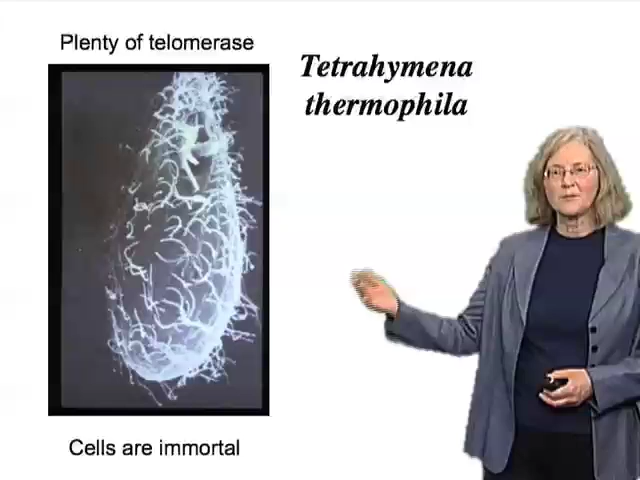 Plenty of telomerase
Tetrahymena
thermophila
Cells are immortal